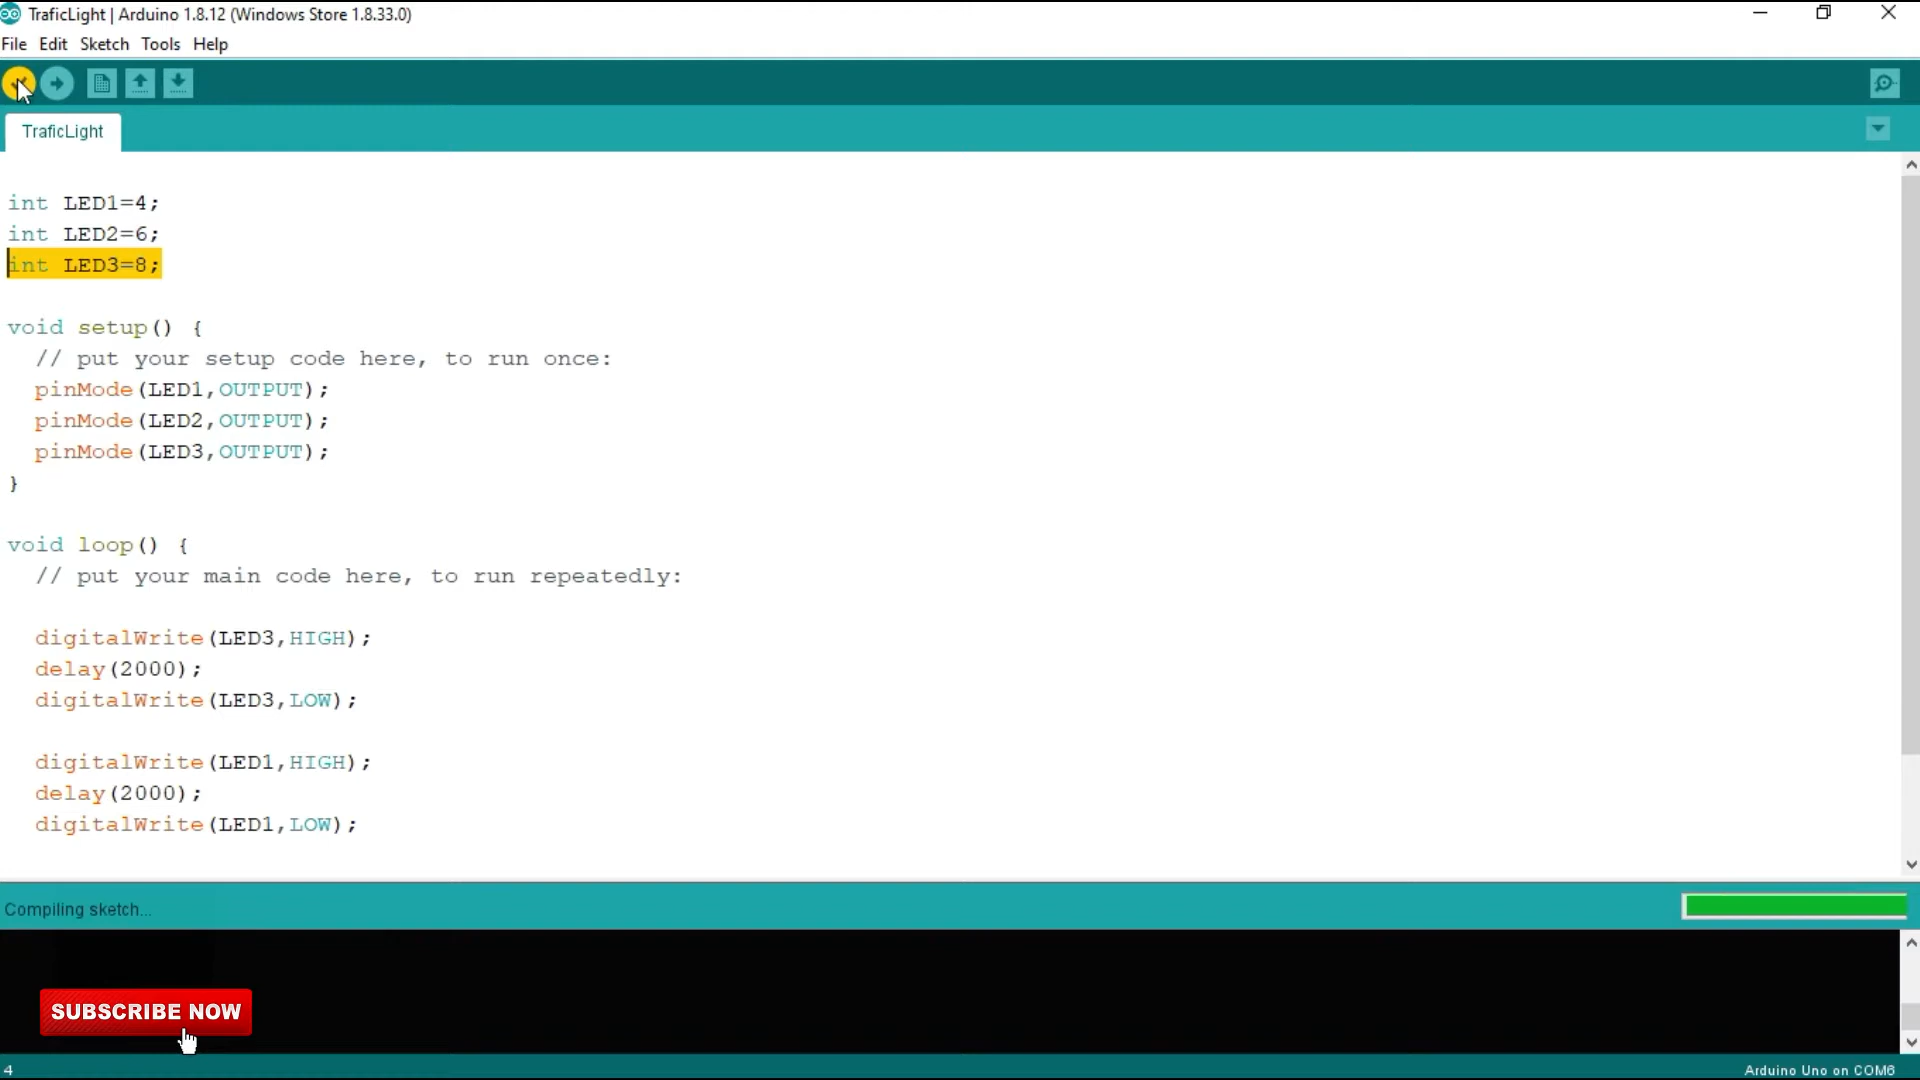 TraficLight | Arduino 1.8.12 (Windows Store 1.8.33.0)
File Edit Sketch Tools Help
TraficLight
int LED1=4;
int LED2=6;
int LED3=8;
void setup() {
  // put your setup code here, to run once:
  pinMode(LED1,OUTPUT);
  pinMode(LED2,OUTPUT);
  pinMode(LED3,OUTPUT);
}
void loop() {
  // put your main code here, to run repeatedly:
  digitalWrite(LED3,HIGH);
  delay(2000);
  digitalWrite(LED3,LOW);
  digitalWrite(LED1,HIGH);
  delay(2000);
  digitalWrite(LED1,LOW);
Compiling sketch...
SUBSCRIBE NOW
4 Arduino Uno on COM6